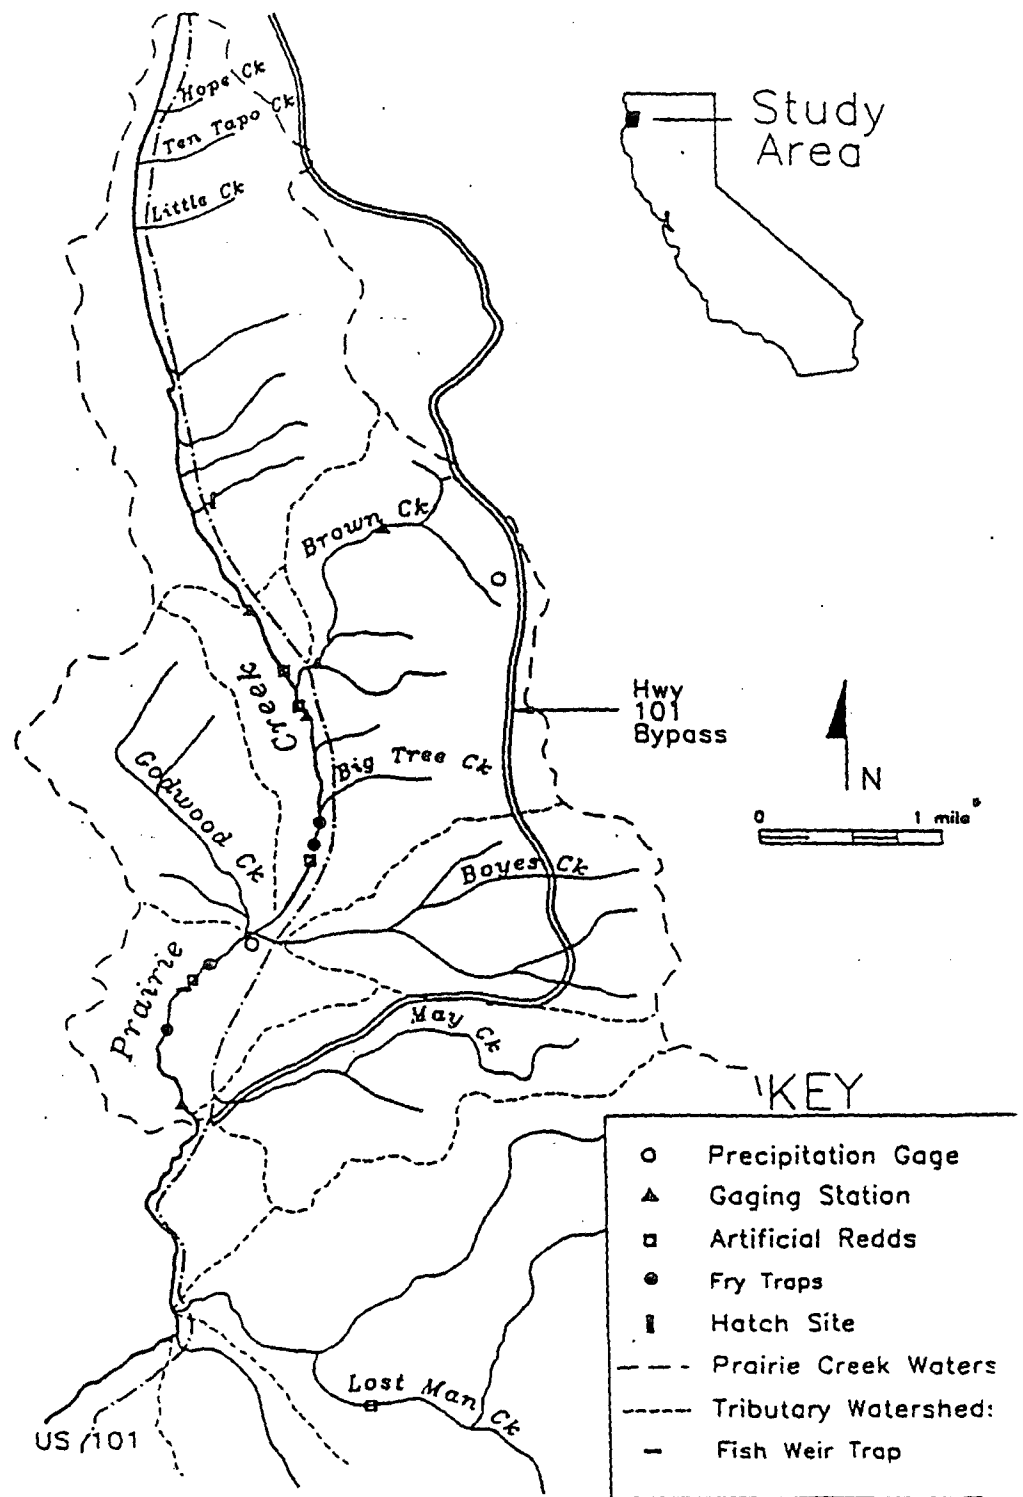 Hope Ck
Ten Tapo Ck
Little Ck
Study
Area
Brown Ck
Creek
Hwy
101
Bypass
Big Tree Ck
N
0 1 mile
Godwood Ck
Boyes Ck
Prairie
May Ck
KEY
Precipitation Gage
Gaging Station
Artificial Redds
Fry Traps
Hatch Site
Prairie Creek Waters
Tributary Watershed:
Fish Weir Trap
Lost Man Ck
US 101